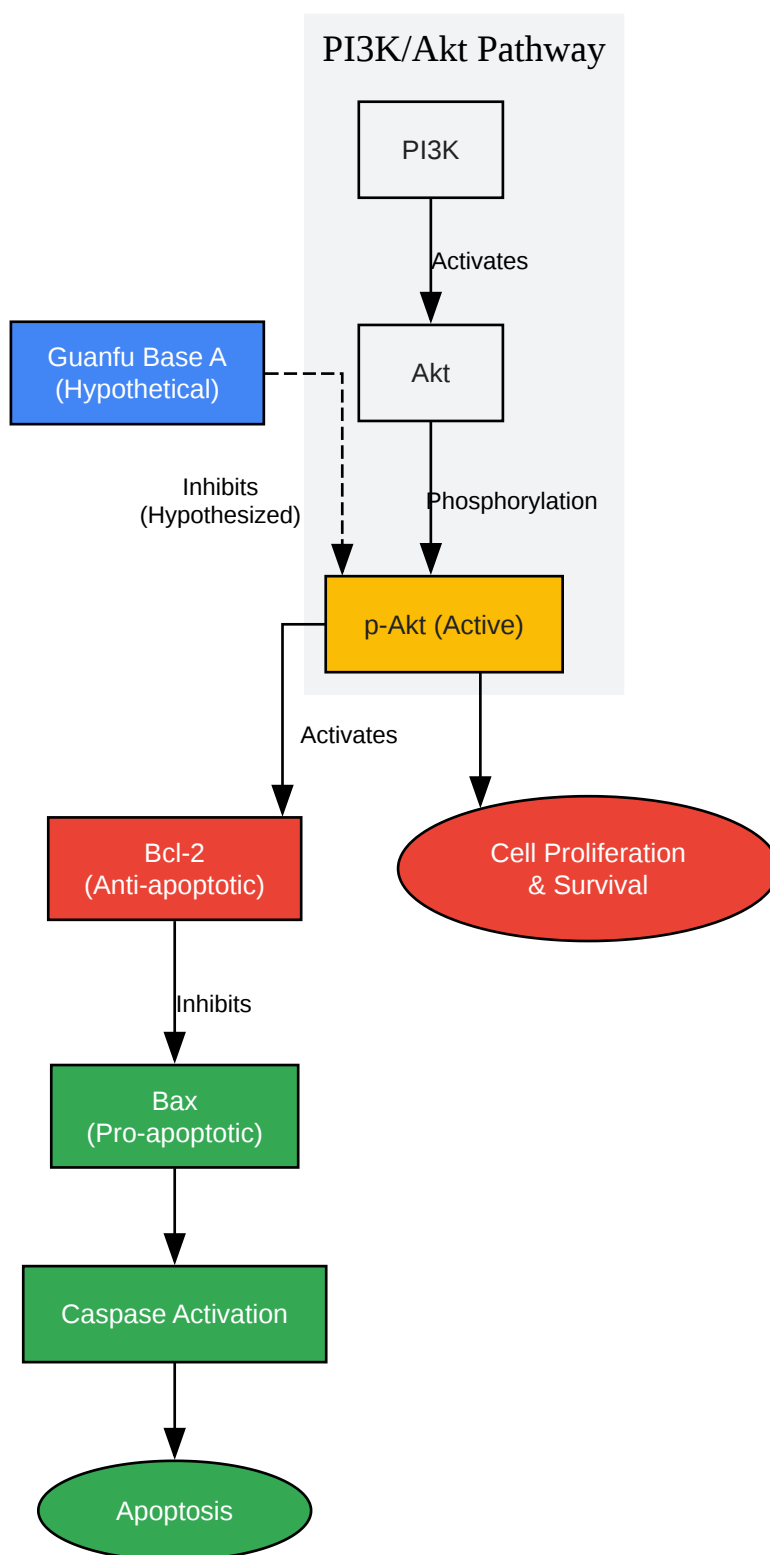 PI3K/Akt Pathway
PI3K
Activates
Guanfu Base A
(Hypothetical)
Akt
Inhibits
(Hypothesized)
Phosphorylation
p-Akt (Active)
Activates
Bcl-2
(Anti-apoptotic)
Cell Proliferation
& Survival
Inhibits
Bax
(Pro-apoptotic)
Caspase Activation
Apoptosis